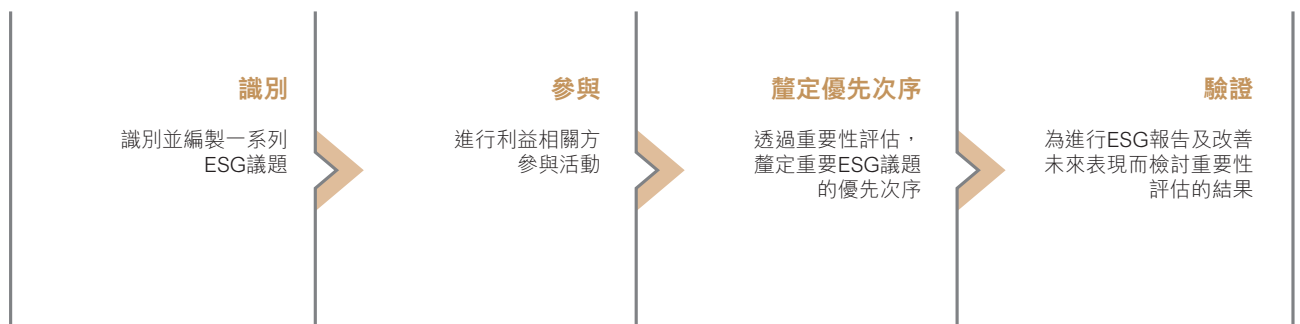 識別
識別並編製一系列
ESG議題
參與
進行利益相關方
參與活動
釐定優先次序
透過重要性評估，
釐定重要ESG議題
的優先次序
驗證
為進行ESG報告及改善
未來表現而檢討重要性
評估的結果